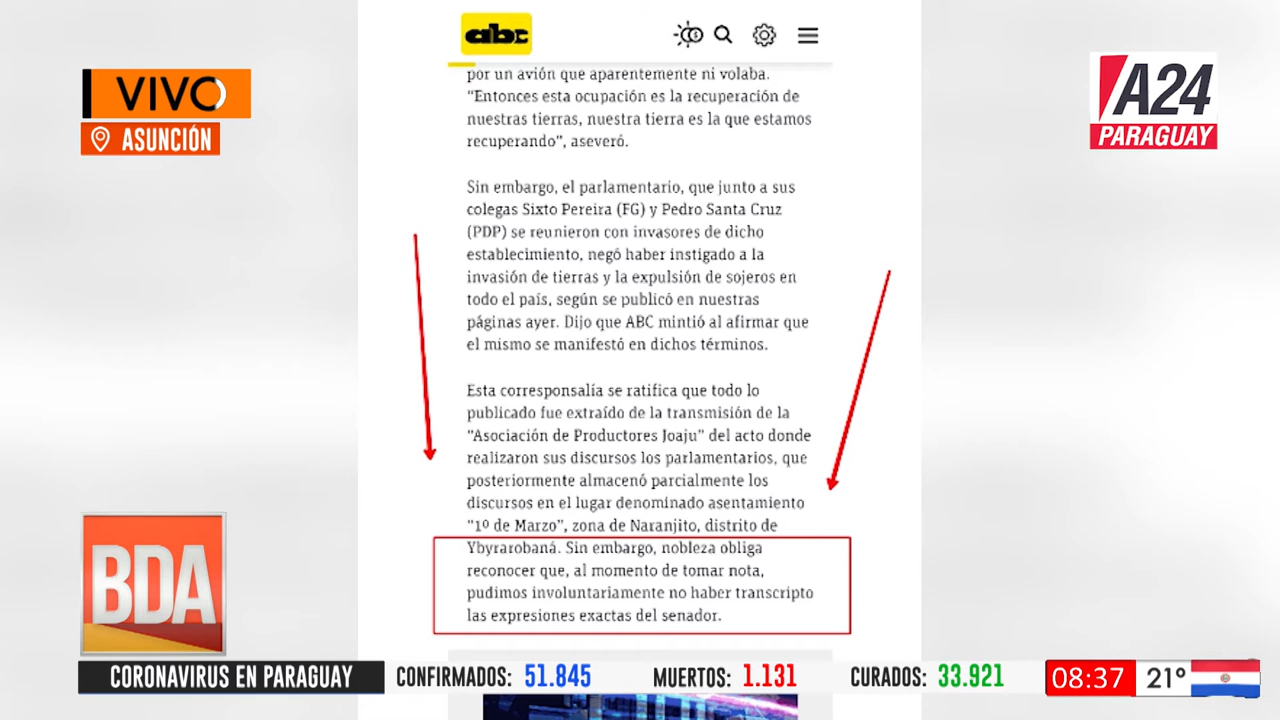 abc
VIVO
ASUNCIÓN
A24
PARAGUAY
por un avión que aparentemente ni volaba.
"Entonces esta ocupación es la recuperación de
nuestras tierras, nuestra tierra es la que estamos
recuperando", aseveró.
Sin embargo, el parlamentario, que junto a sus
colegas Sixto Pereira (FG) y Pedro Santa Cruz
(PDP) se reunieron con invasores de dicho
establecimiento, negó haber instigado a la
invasión de tierras y la expulsión de sojeros en
todo el país, según se publicó en nuestras
páginas ayer. Dijo que ABC mintió al afirmar que
el mismo se manifestó en dichos términos.
Esta corresponsalía se ratifica que todo lo
publicado fue extraído de la transmisión de la
"Asociación de Productores Joaju" del acto donde
realizaron sus discursos los parlamentarios, que
posteriormente almacenó parcialmente los
discursos en el lugar denominado asentamiento
"1º de Marzo", zona de Naranjito, distrito de
Ybyrarobaná. Sin embargo, nobleza obliga
reconocer que, al momento de tomar nota,
pudimos involuntariamente no haber transcripto
las expresiones exactas del senador.
BDA
CORONAVIRUS EN PARAGUAY CONFIRMADOS: 51.845 MUERTOS: 1.131 CURADOS: 33.921 08:37 21°